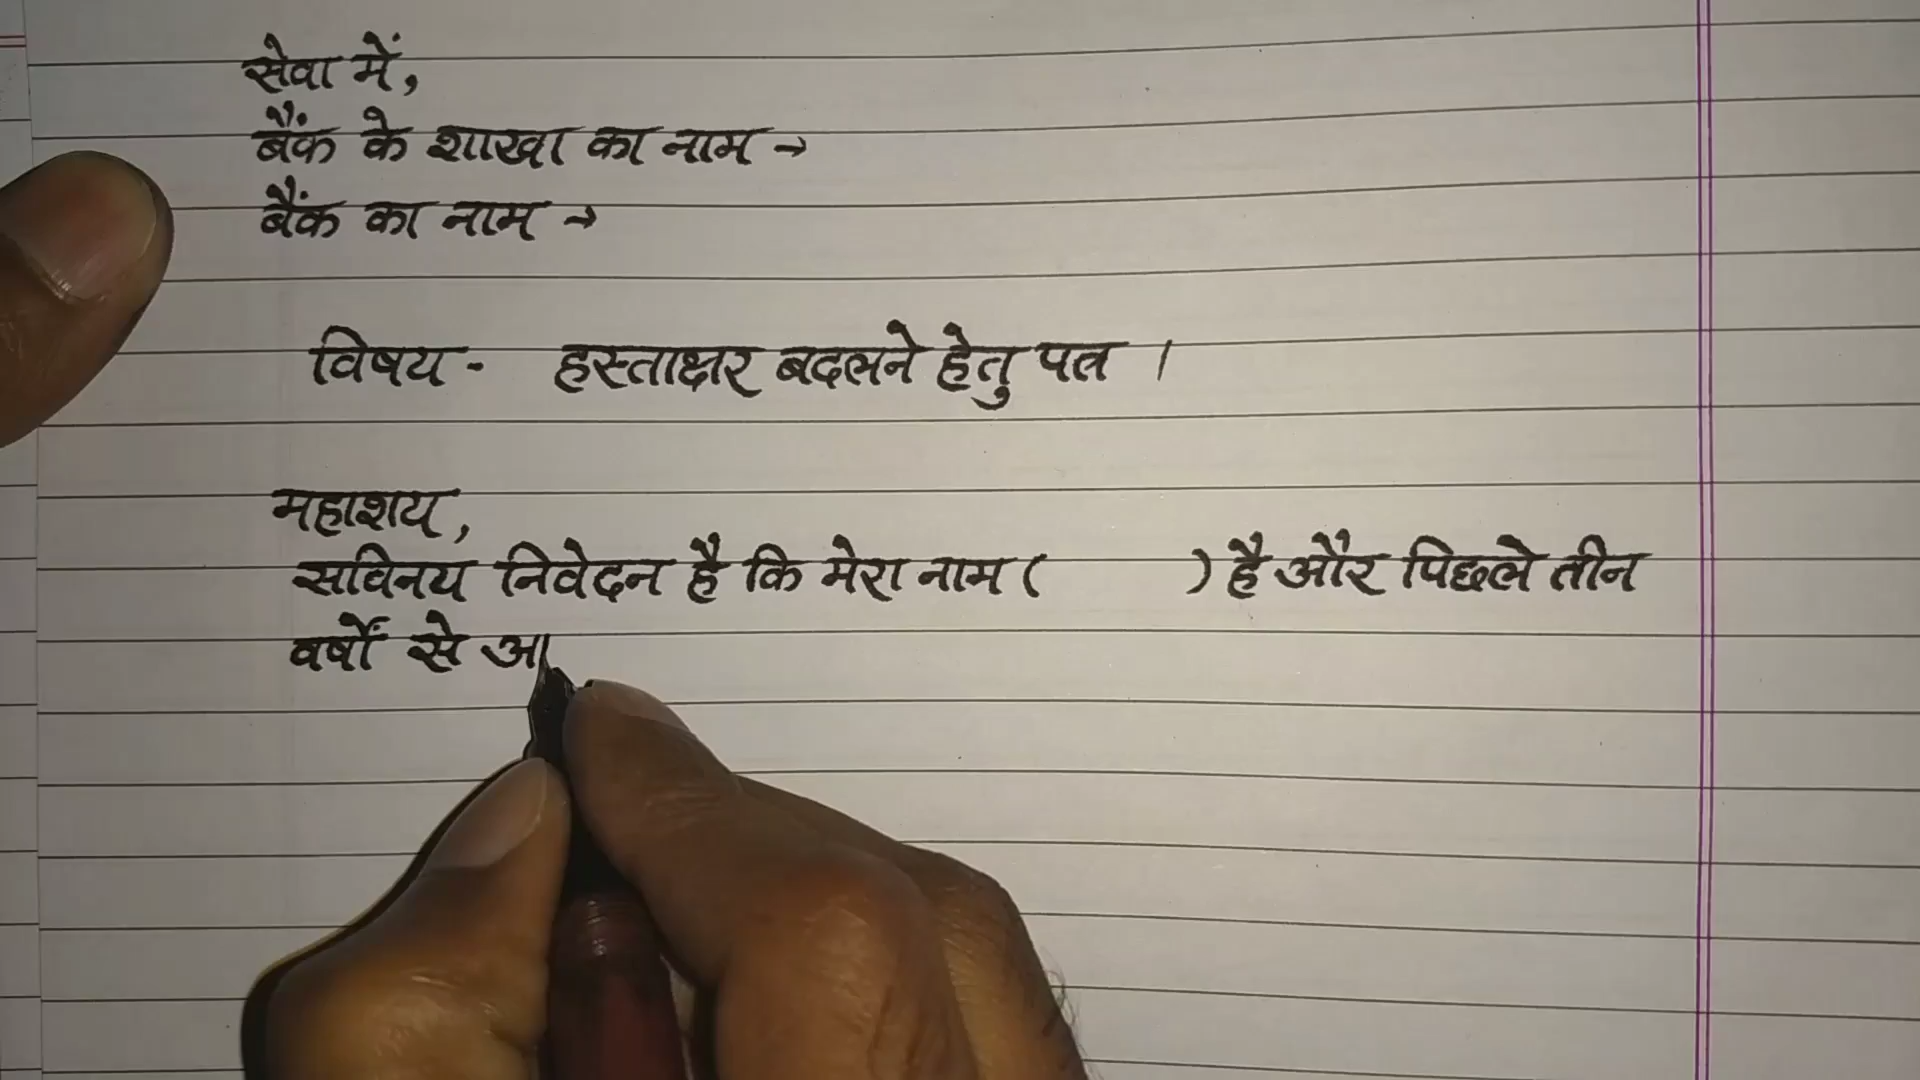 सेवा में,
बैंक के शाखा का नाम →
बैंक का नाम →
विषय - हस्ताक्षर बदलने हेतु पत्र ।
महाशय,
सविनय निवेदन है कि मेरा नाम ( ) है और पिछले तीन
वर्षों से आ